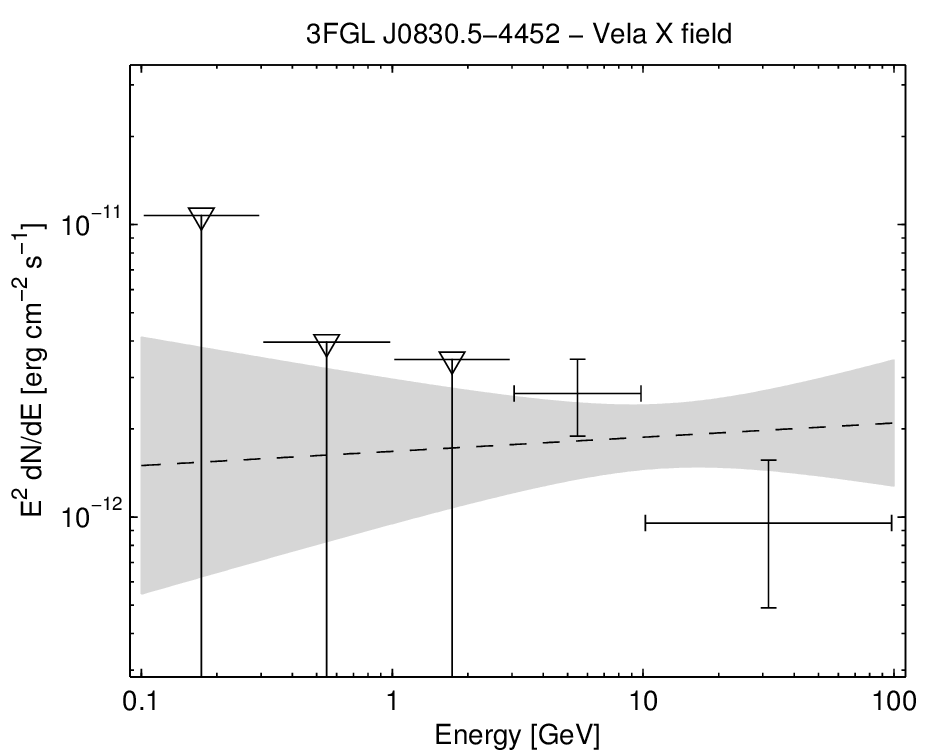 3FGL J0830.5−4452 − Vela X field
E² dN/dE [erg cm⁻² s⁻¹]
10⁻¹¹
10⁻¹²
0.1 1 10 100
Energy [GeV]